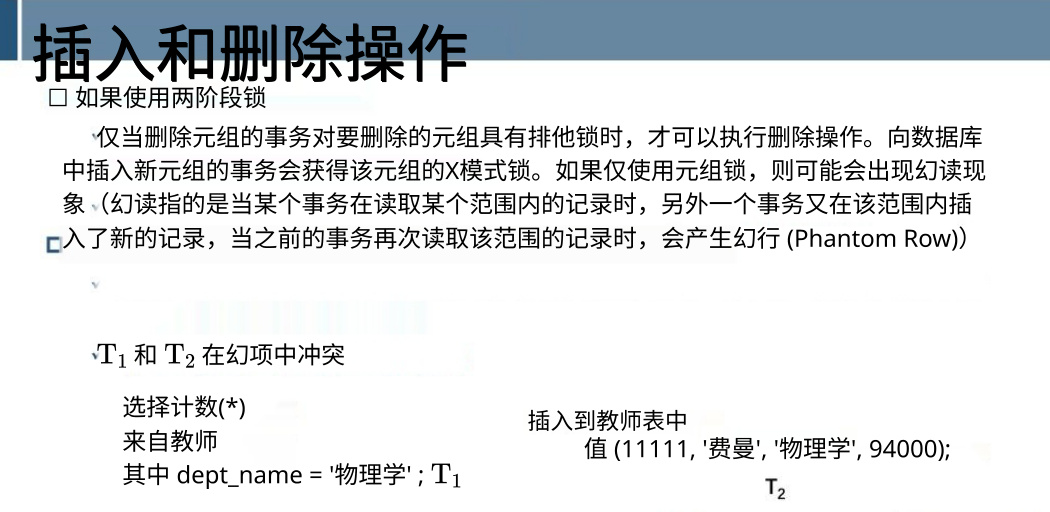 插入和删除操作
□ 如果使用两阶段锁
仅当删除元组的事务对要删除的元组具有排他锁时，才可以执行删除操作。向数据库
中插入新元组的事务会获得该元组的X模式锁。如果仅使用元组锁，则可能会出现幻读现
象（幻读指的是当某个事务在读取某个范围内的记录时，另外一个事务又在该范围内插
入了新的记录，当之前的事务再次读取该范围的记录时，会产生幻行 (Phantom Row)）
T₁ 和 T₂ 在幻项中冲突
选择计数(*)
来自教师
其中 dept_name = '物理学' ; T₁
插入到教师表中
值 (11111, '费曼', '物理学', 94000);
T₂